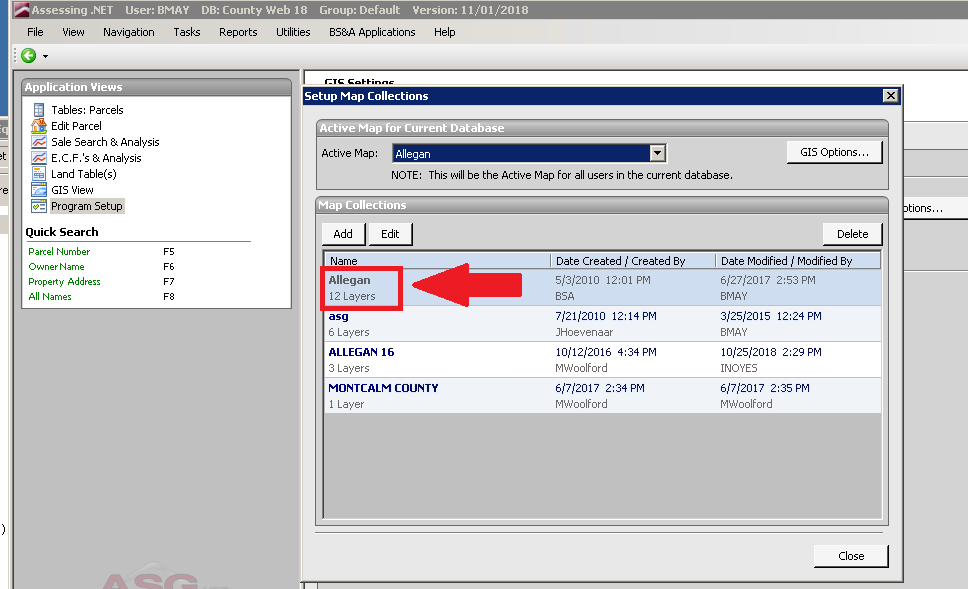 Assessing .NET   User: BMAY   DB: County Web 18   Group: Default   Version: 11/01/2018
File   View   Navigation   Tasks   Reports   Utilities   BS&A Applications   Help
Application Views
Tables: Parcels
Edit Parcel
Sale Search & Analysis
E.C.F.'s & Analysis
Land Table(s)
GIS View
Program Setup
Quick Search
Parcel Number   F5
Owner Name   F6
Property Address   F7
All Names   F8
GIS Settings
Setup Map Collections
Active Map for Current Database
Active Map:   Allegan   GIS Options...
NOTE:  This will be the Active Map for all users in the current database.
Map Collections
Add   Edit   Delete
Name   Date Created / Created By   Date Modified / Modified By
Allegan   5/3/2010  12:01 PM   6/27/2017  2:53 PM
12 Layers   BSA   BMAY
asg   7/21/2010  12:14 PM   3/25/2015  12:24 PM
6 Layers   JHoevenaar   BMAY
ALLEGAN 16   10/12/2016  4:34 PM   10/25/2018  2:29 PM
3 Layers   MWoolford   INOYES
MONTCALM COUNTY   6/7/2017  2:34 PM   6/7/2017  2:35 PM
1 Layer   MWoolford   MWoolford
Close
ptions...
ASG